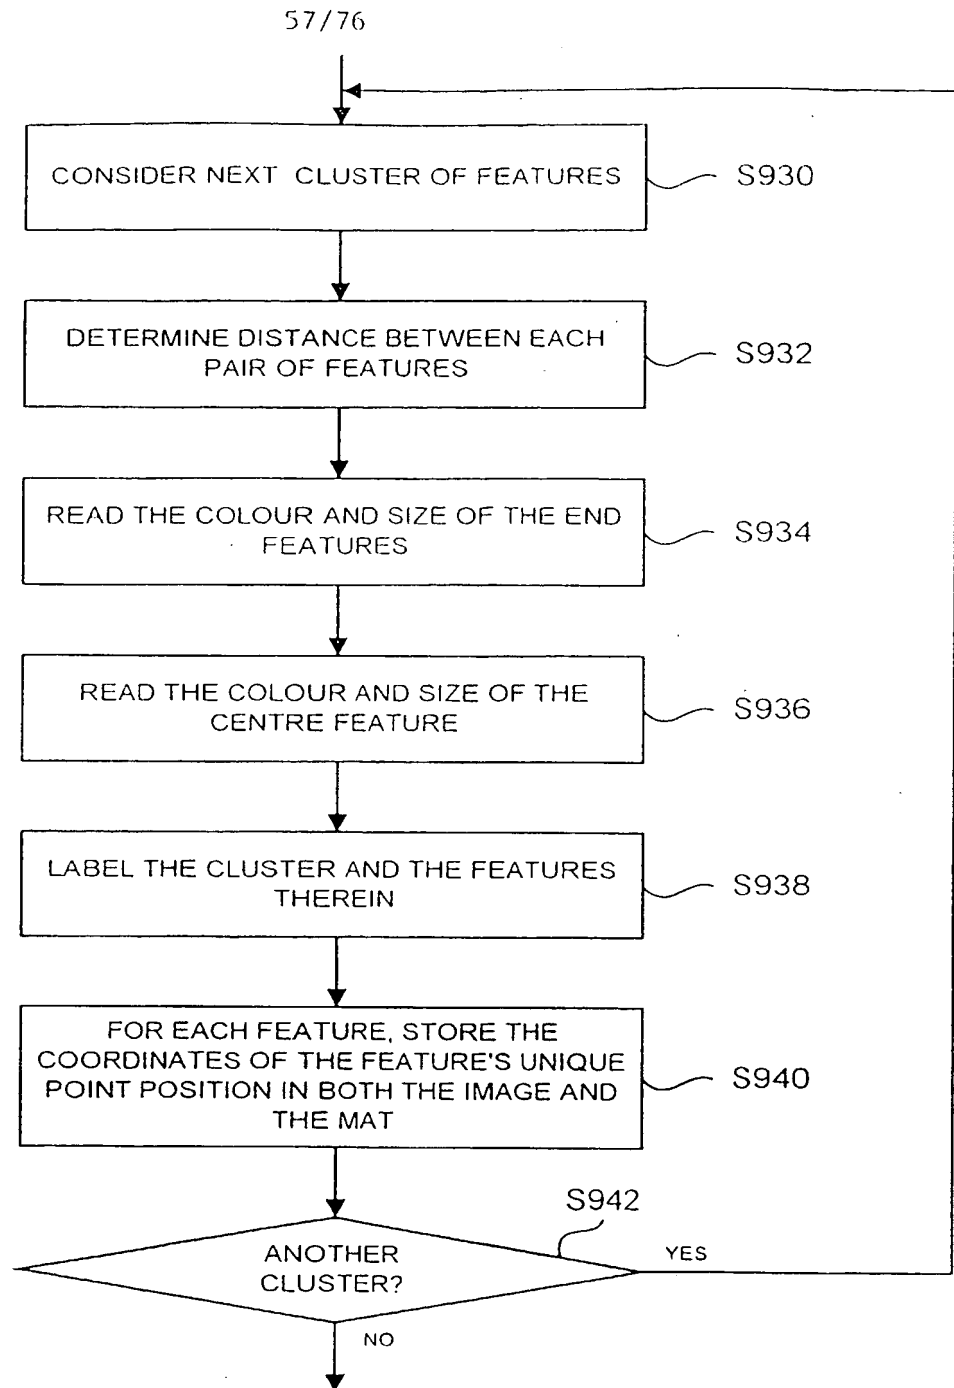 57/76
CONSIDER NEXT CLUSTER OF FEATURES
S930
DETERMINE DISTANCE BETWEEN EACH
PAIR OF FEATURES
S932
READ THE COLOUR AND SIZE OF THE END
FEATURES
S934
READ THE COLOUR AND SIZE OF THE
CENTRE FEATURE
S936
LABEL THE CLUSTER AND THE FEATURES
THEREIN
S938
FOR EACH FEATURE, STORE THE
COORDINATES OF THE FEATURE'S UNIQUE
POINT POSITION IN BOTH THE IMAGE AND
THE MAT
S940
S942
ANOTHER
CLUSTER?
YES
NO